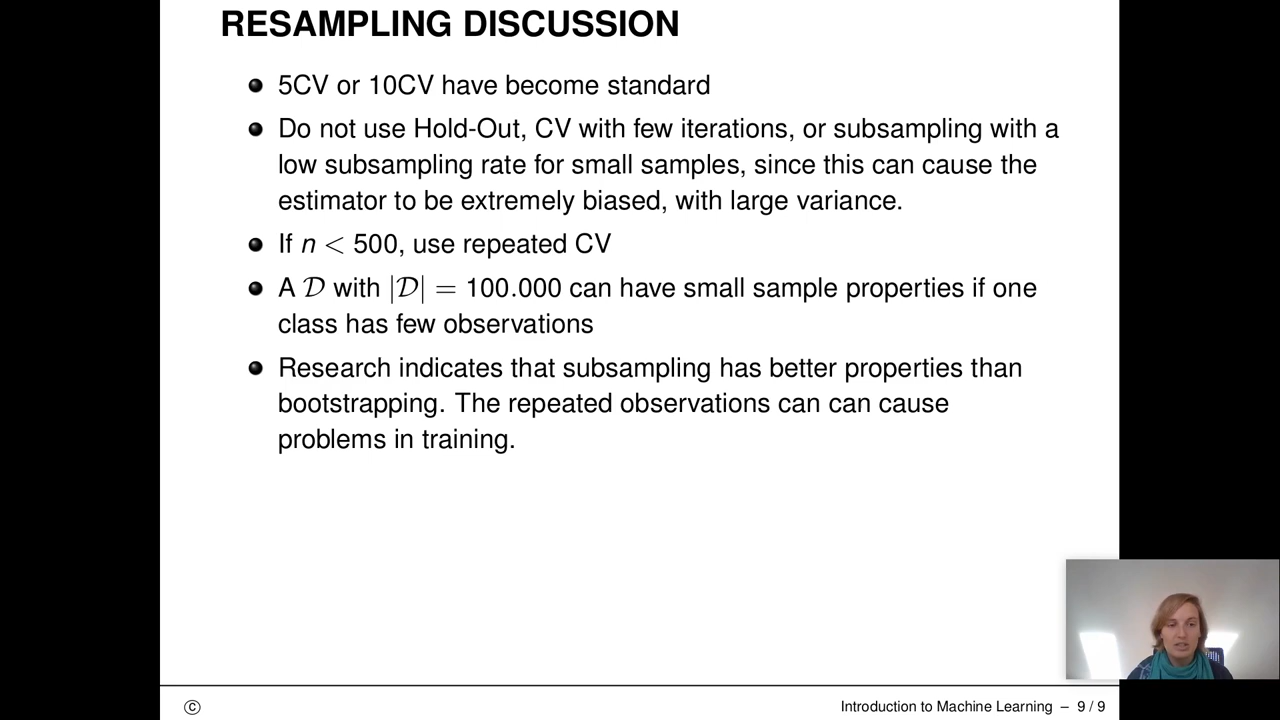 RESAMPLING DISCUSSION
5CV or 10CV have become standard
Do not use Hold-Out, CV with few iterations, or subsampling with a
low subsampling rate for small samples, since this can cause the
estimator to be extremely biased, with large variance.
If n < 500, use repeated CV
A 𝒟 with |𝒟| = 100.000 can have small sample properties if one
class has few observations
Research indicates that subsampling has better properties than
bootstrapping. The repeated observations can can cause
problems in training.
© Introduction to Machine Learning – 9 / 9